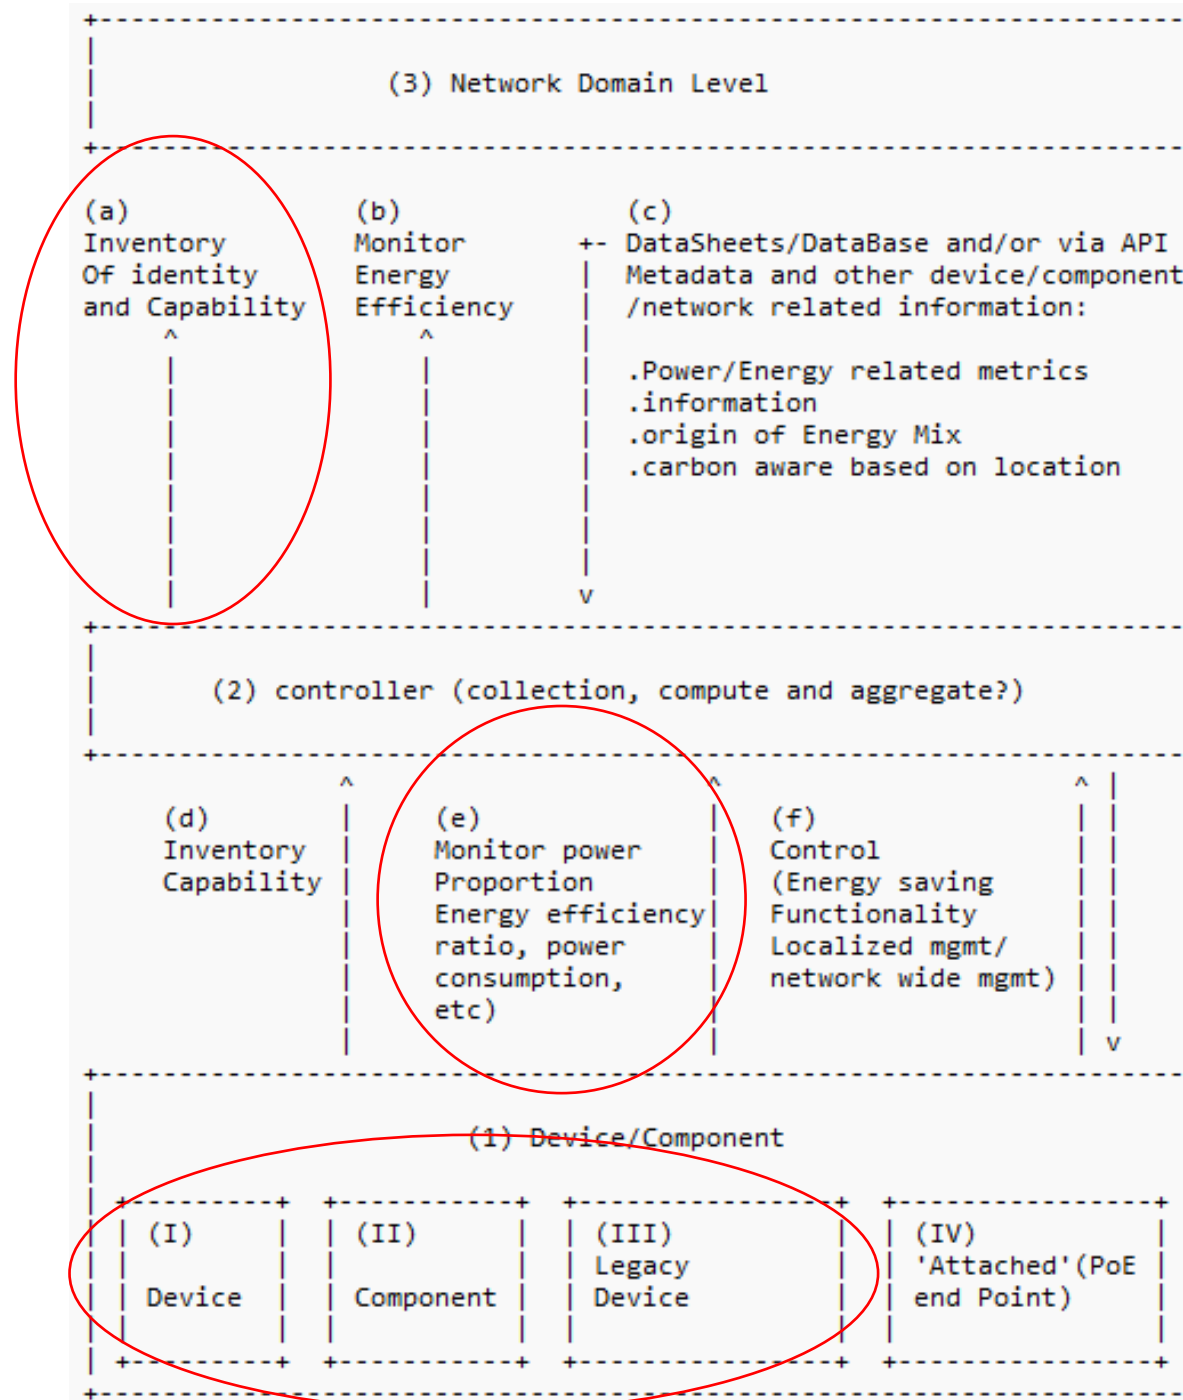 (3) Network Domain Level
(a)
Inventory
Of identity
and Capability
(b)
Monitor
Energy
Efficiency
(c)
DataSheets/DataBase and/or via API
Metadata and other device/component
/network related information:
.Power/Energy related metrics
.information
.origin of Energy Mix
.carbon aware based on location
(2) controller (collection, compute and aggregate?)
(d)
Inventory
Capability
(e)
Monitor power
Proportion
Energy efficiency
ratio, power
consumption,
etc)
(f)
Control
(Energy saving
Functionality
Localized mgmt/
network wide mgmt)
(1) Device/Component
(I)
Device
(II)
Component
(III)
Legacy
Device
(IV)
'Attached'(PoE
end Point)